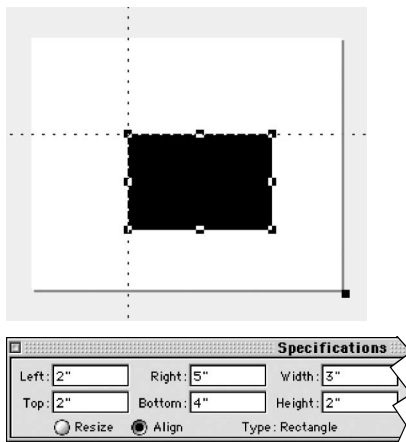 Specifications
Left: 2" Right: 5" Width: 3"
Top: 2" Bottom: 4" Height: 2"
Resize Align Type: Rectangle